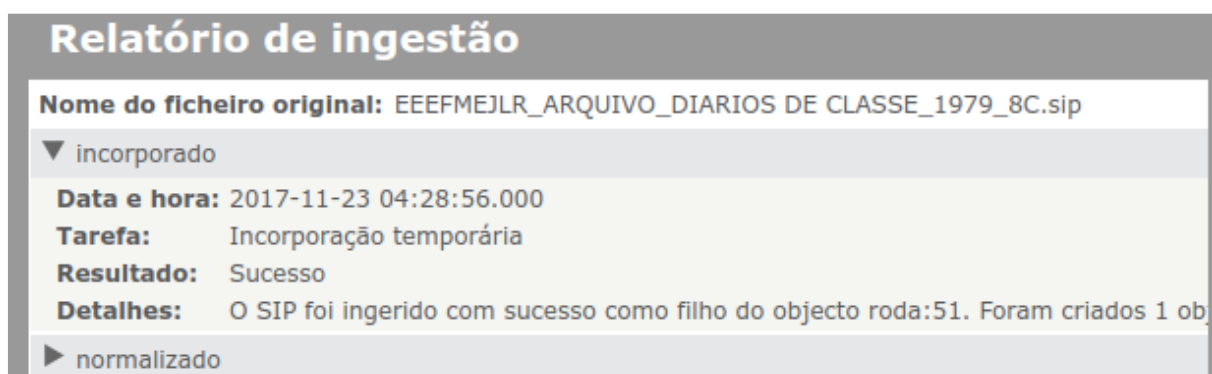 Relatório de ingestão
Nome do ficheiro original: EEEFMEJLR_ARQUIVO_DIARIOS DE CLASSE_1979_8C.sip
incorporado
Data e hora: 2017-11-23 04:28:56.000
Tarefa: Incorporação temporária
Resultado: Sucesso
Detalhes: O SIP foi ingerido com sucesso como filho do objecto roda:51. Foram criados 1
normalizado